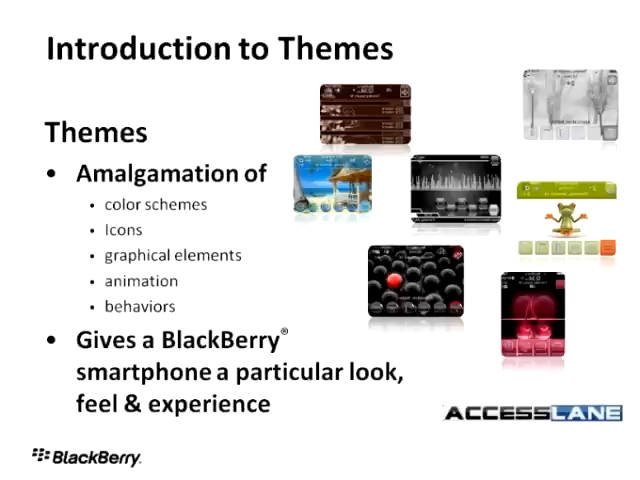 Introduction to Themes
Themes
• Amalgamation of
• color schemes
• Icons
• graphical elements
• animation
• behaviors
• Gives a BlackBerry®
smartphone a particular look,
feel & experience
ACCESSLANE
BlackBerry.